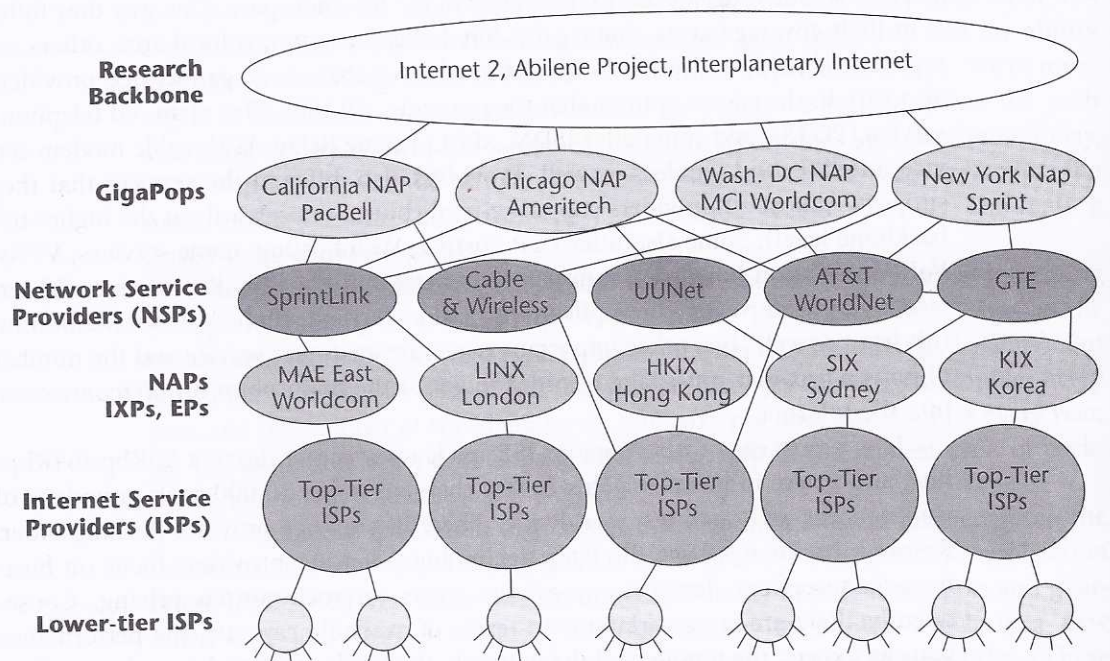 Research
Backbone
Internet 2, Abilene Project, Interplanetary Internet
GigaPops
California NAP
PacBell
Chicago NAP
Ameritech
Wash; DC NAP
MCI Worldcom
New York Nap
Sprint
Network Service
Providers (NSPs)
SprintLink
Cable
& Wireless
UUNet
AT&T
WorldNet
GTE
NAPs
IXPs, EPs
MAE East
Worldcom
LINX
London
HKIX
Hong Kong
SIX
Sydney
KIX
Korea
Internet Service
Providers (ISPs)
Top-Tier
ISPs
Top-Tier
ISPs
Top-Tier
ISPs
Top-Tier
ISPs
Top-Tier
ISPs
Lower-tier ISPs